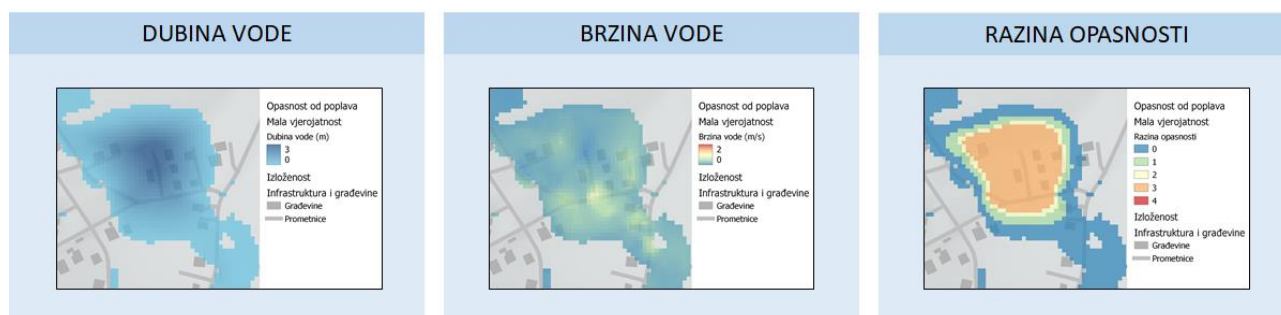 DUBINA VODE
Opasnost od poplava
Mala vjerojatnost
Dubina vode (m)
3
0
Izloženost
Infrastruktura i građevine
Građevine
Prometnice
BRZINA VODE
Opasnost od poplava
Mala vjerojatnost
Brzina vode (m/s)
2
0
Izloženost
Infrastruktura i građevine
Građevine
Prometnice
RAZINA OPASNOSTI
Opasnost od poplava
Mala vjerojatnost
Razina opasnosti
0
1
2
3
4
Izloženost
Infrastruktura i građevine
Građevine
Prometnice